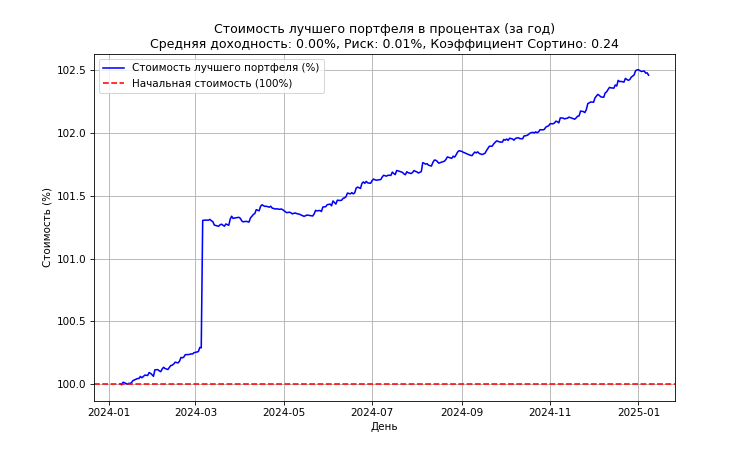 Стоимость лучшего портфеля в процентах (за год)
Средняя доходность: 0.00%, Риск: 0.01%, Коэффициент Сортино: 0.24
Стоимость лучшего портфеля (%)
Начальная стоимость (100%)
Стоимость (%)
102.5
102.0
101.5
101.0
100.5
100.0
2024-01 2024-03 2024-05 2024-07 2024-09 2024-11 2025-01
День